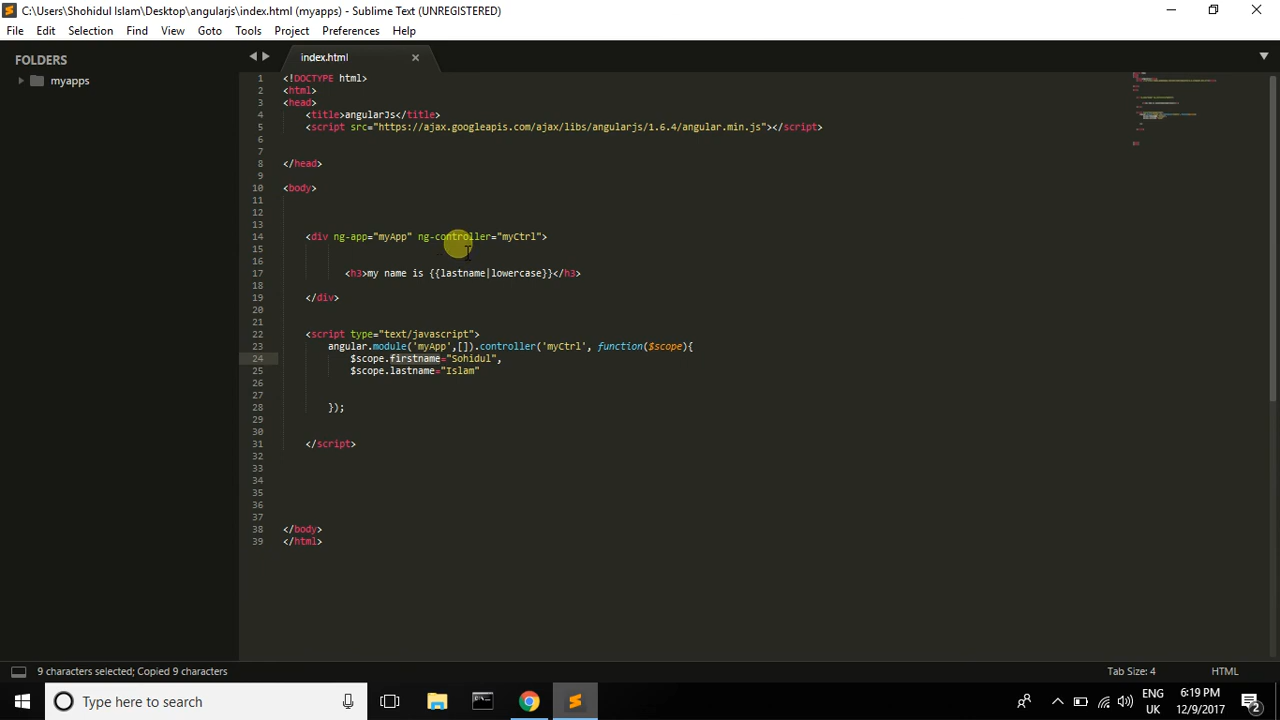 C:\Users\Shohidul Islam\Desktop\angularjs\index.html (myapps) - Sublime Text (UNREGISTERED)
File Edit Selection Find View Goto Tools Project Preferences Help
FOLDERS
myapps
index.html
1 <!DOCTYPE html>
2 <html>
3 <head>
4 <title>angularJs</title>
5 <script src="https://ajax.googleapis.com/ajax/libs/angularjs/1.6.4/angular.min.js"></script>
6
7
8 </head>
9
10 <body>
11
12
13
14 <div ng-app="myApp" ng-controller="myCtrl">
15
16
17 <h3>my name is {{lastname|lowercase}}</h3>
18
19 </div>
20
21
22 <script type="text/javascript">
23 angular.module('myApp',[]).controller('myCtrl', function($scope){
24 $scope.firstname="Sohidul",
25 $scope.lastname="Islam"
26
27
28 });
29
30
31 </script>
32
33
34
35
36
37
38 </body>
39 </html>
9 characters selected; Copied 9 characters
Tab Size: 4
HTML
Type here to search
ENG
UK
6:19 PM
12/9/2017
2